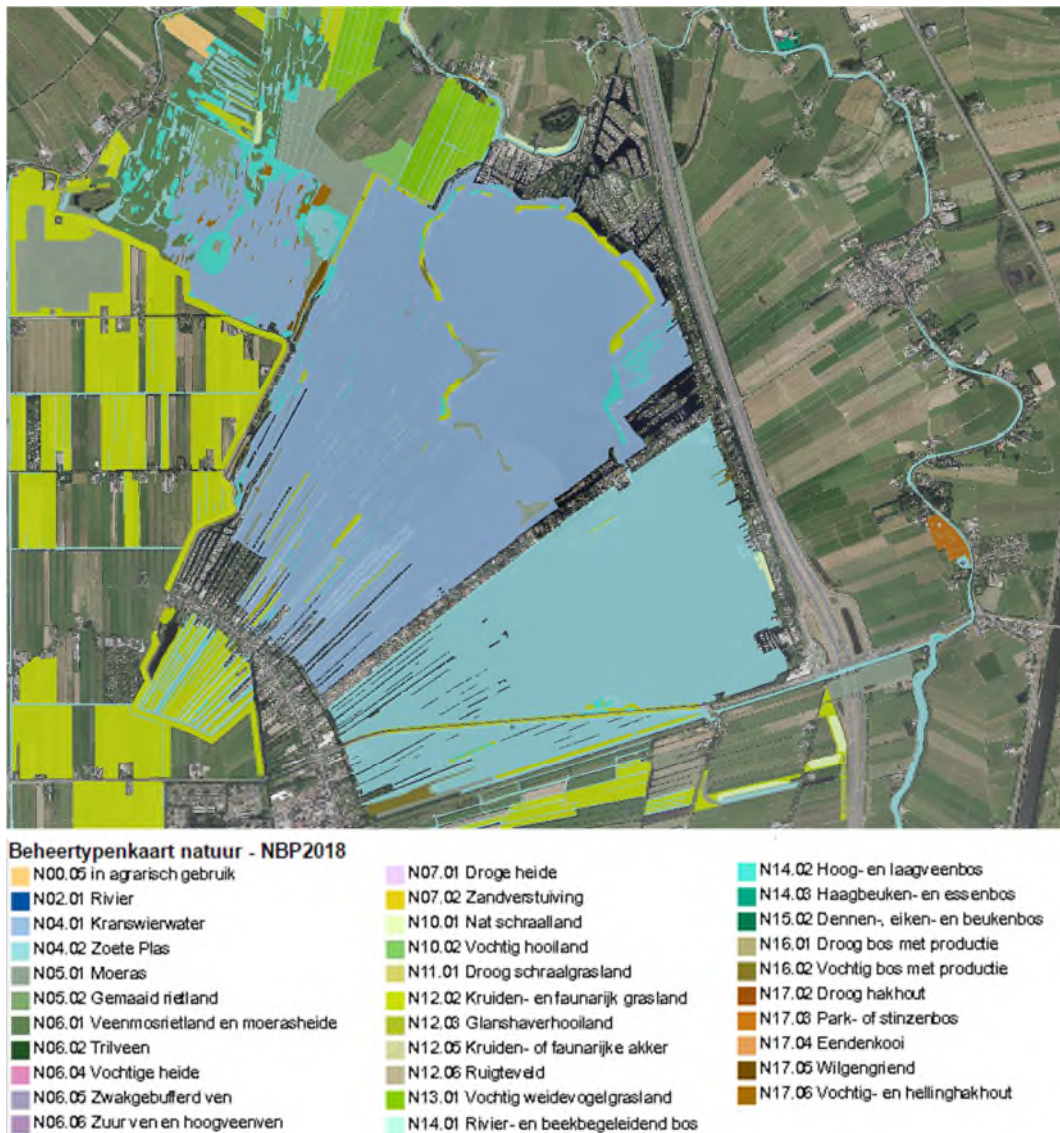 Beheertypenkaart natuur - NBP2018
N00.05 in agrarisch gebruik
N02.01 Rivier
N04.01 Kranswierwater
N04.02 Zoete Plas
N05.01 Moeras
N05.02 Gemaaid rietland
N06.01 Veenmosrietland en moerasheide
N06.02 Trilveen
N06.04 Vochtige heide
N06.05 Zwakgebufferd ven
N06.06 Zuur ven en hoogveenven
N07.01 Droge heide
N07.02 Zandverstuiving
N10.01 Nat schraalland
N10.02 Vochtig hooiland
N11.01 Droog schraalgrasland
N12.02 Kruiden- en faunarijk grasland
N12.03 Glanshaverhooiland
N12.05 Kruiden- of faunarijke akker
N12.06 Ruigteveld
N13.01 Vochtig weidevogelgrasland
N14.01 Rivier- en beekbegeleidend bos
N14.02 Hoog- en laagveenbos
N14.03 Haagbeuken- en essenbos
N15.02 Dennen-, eiken- en beukenbos
N16.01 Droog bos met productie
N16.02 Vochtig bos met productie
N17.02 Droog hakhout
N17.03 Park- of stinzenbos
N17.04 Eendenkooi
N17.05 Wilgengriend
N17.06 Vochtig- en hellinghakhout